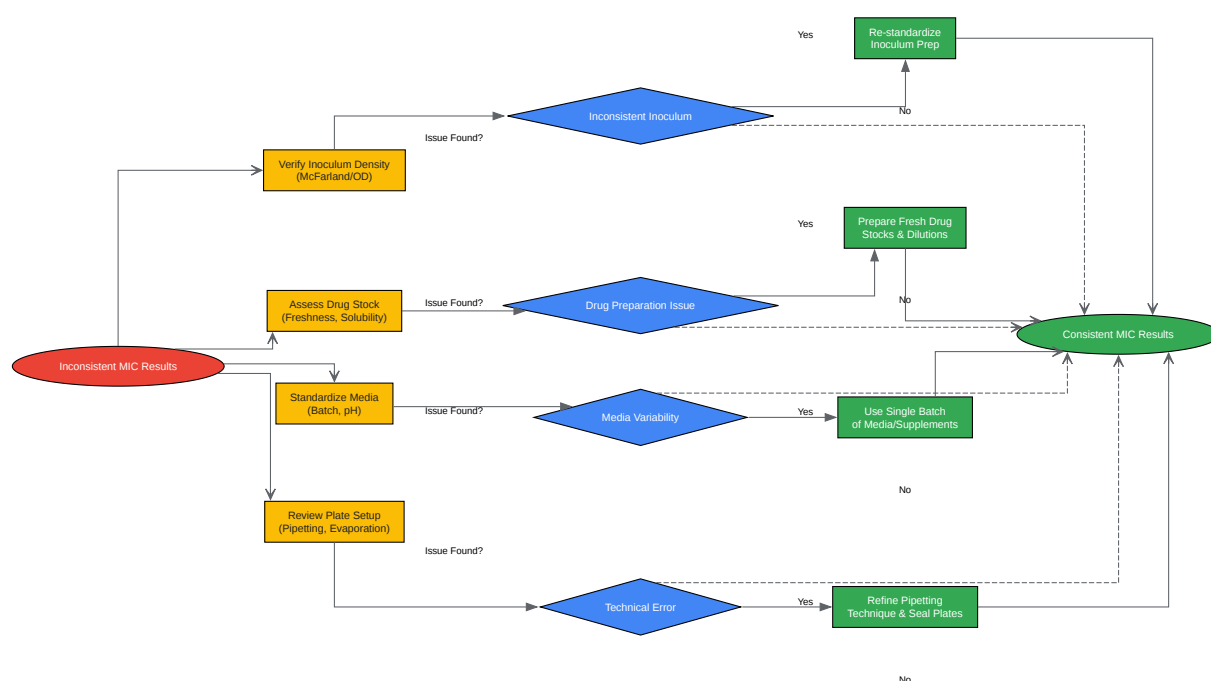 Yes
Re-standardize
Inoculum Prep
Inconsistent Inoculum
No
Issue Found?
Verify Inoculum Density
(McFarland/OD)
Yes
Prepare Fresh Drug
Stocks & Dilutions
Assess Drug Stock
(Freshness, Solubility)
Issue Found?
Drug Preparation Issue
No
Consistent MIC Results
Inconsistent MIC Results
Standardize Media
(Batch, pH)
Issue Found?
Media Variability
Yes
Use Single Batch
of Media/Supplements
No
Review Plate Setup
(Pipetting, Evaporation)
Issue Found?
Technical Error
Yes
Refine Pipetting
Technique & Seal Plates
No